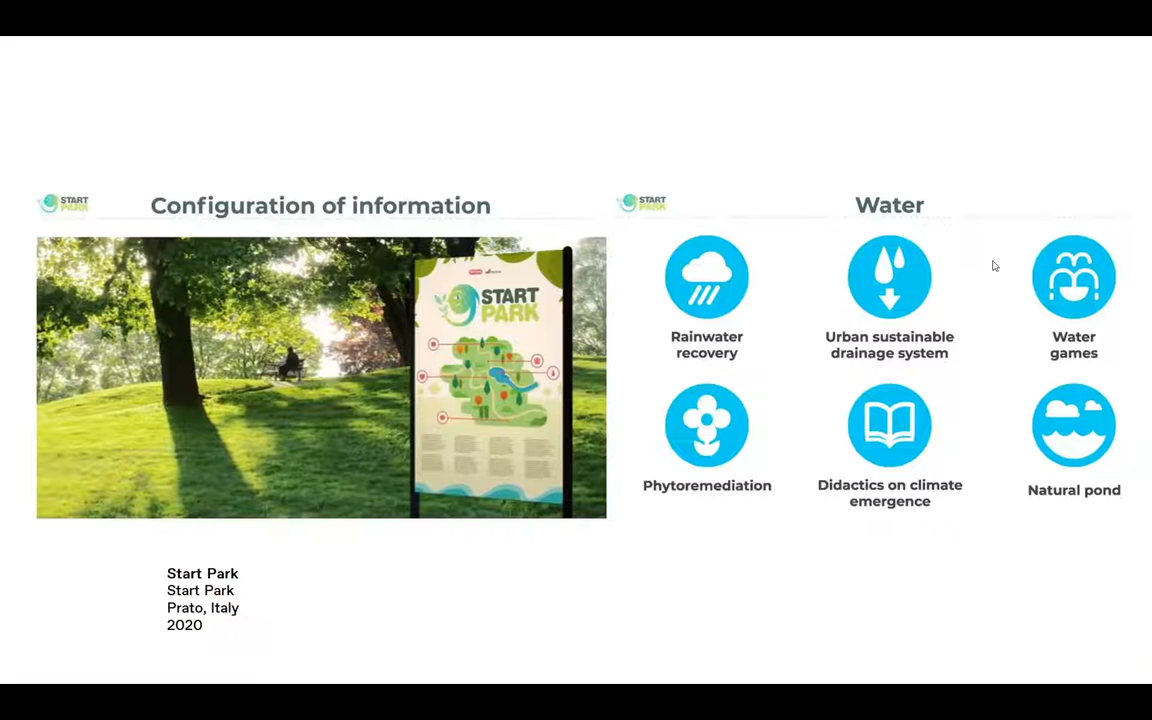 START
PARK
Configuration of information
START
PARK
START
PARK
Water
Rainwater
recovery
Urban sustainable
drainage system
Water
games
Phytoremediation
Didactics on climate
emergence
Natural pond
Start Park
Start Park
Prato, Italy
2020